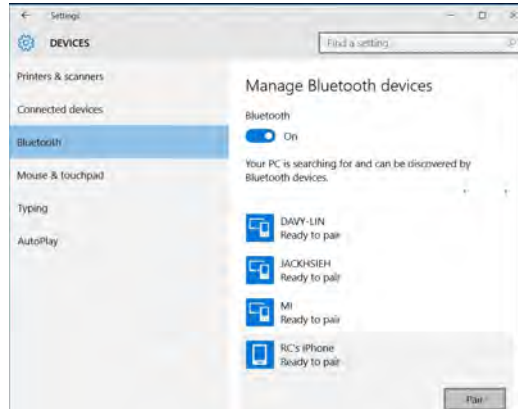 Settings
DEVICES
Find a setting
Printers & scanners
Connected devices
Bluetooth
Mouse & touchpad
Typing
AutoPlay
Manage Bluetooth devices
Bluetooth
On
Your PC is searching for and can be discovered by
Bluetooth devices.
DAVY-LIN
Ready to pair
JACKHSIEH
Ready to pair
MI
Ready to pair
RC's iPhone
Ready to pair
Pair